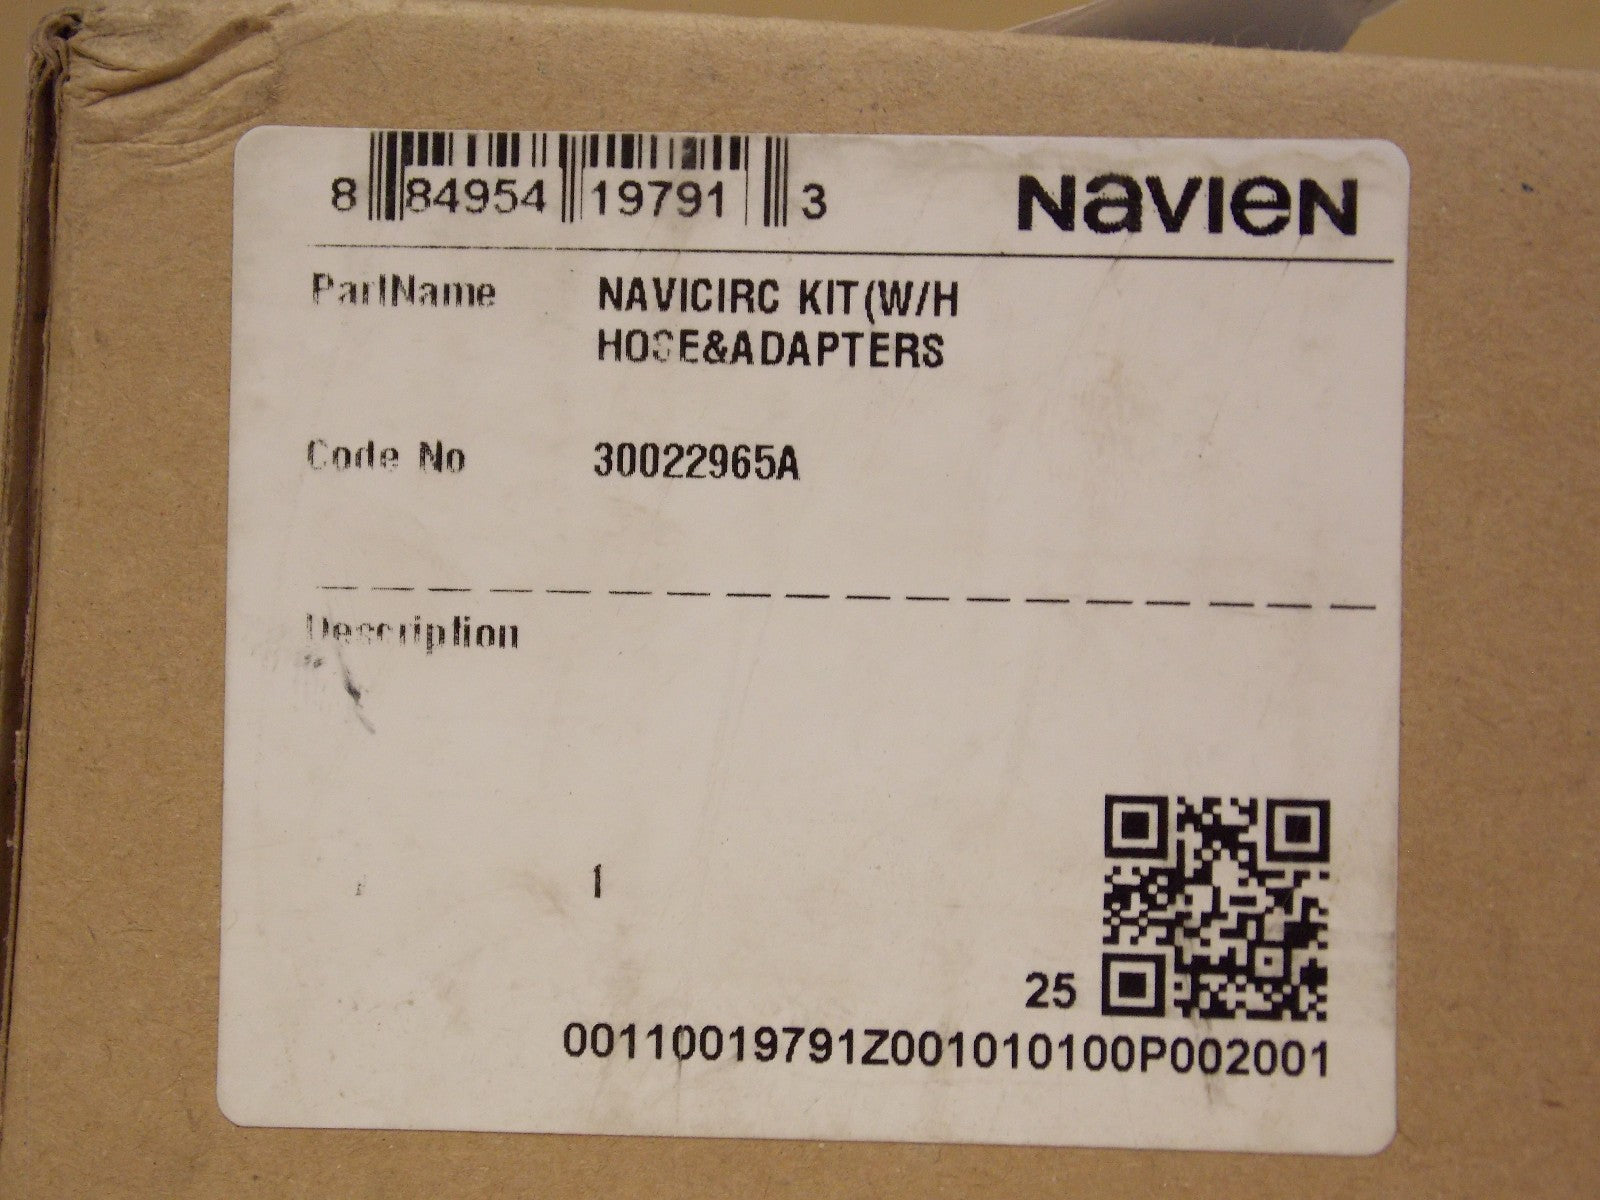 8 84954 19791 3
NAVIEN
PartName NAVICIRC KIT(W/H
HOSE&ADAPTERS
Code No 30022965A
Description
1
25
00110019791Z001010100P002001